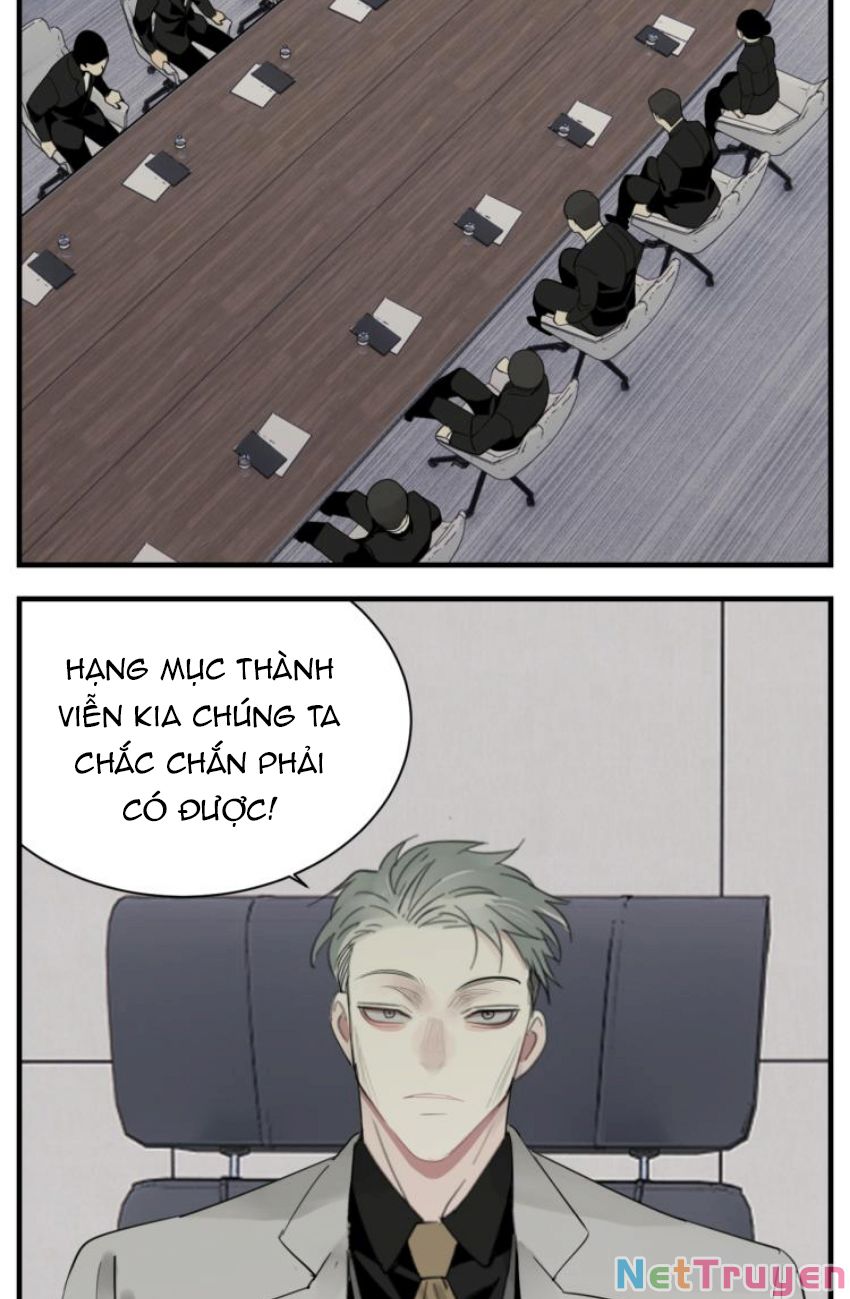 HẠNG MỤC THÀNH
VIỄN KIA CHÚNG TA
CHẮC CHẮN PHẢI
CÓ ĐƯỢC!
NETTRUYEN